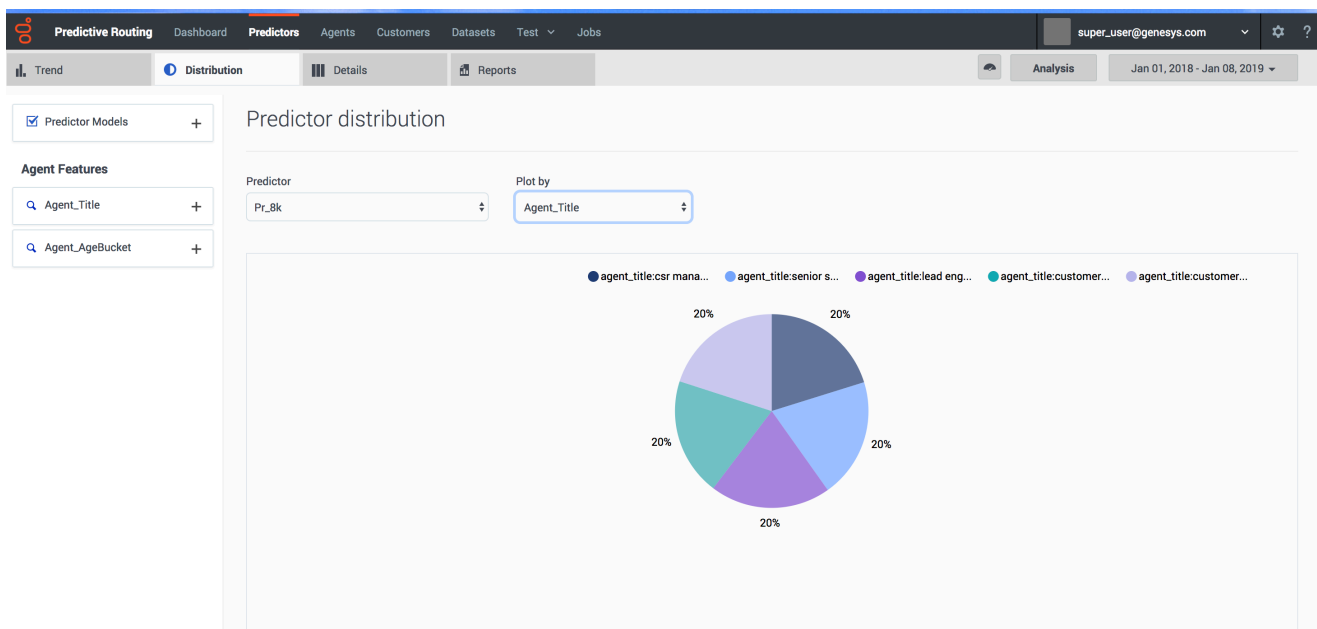 Predictive Routing Dashboard Predictors Agents Customers Datasets Test Jobs super_user@genesys.com ?
Trend Distribution Details Reports Analysis Jan 01, 2018 - Jan 08, 2019
Predictor Models +
Predictor distribution
Agent Features
Agent_Title +
Agent_AgeBucket +
Predictor Plot by
Pr_8k Agent_Title
agent_title:csr mana... agent_title:senior s... agent_title:lead eng... agent_title:customer... agent_title:customer...
20% 20%
20% 20%
20%